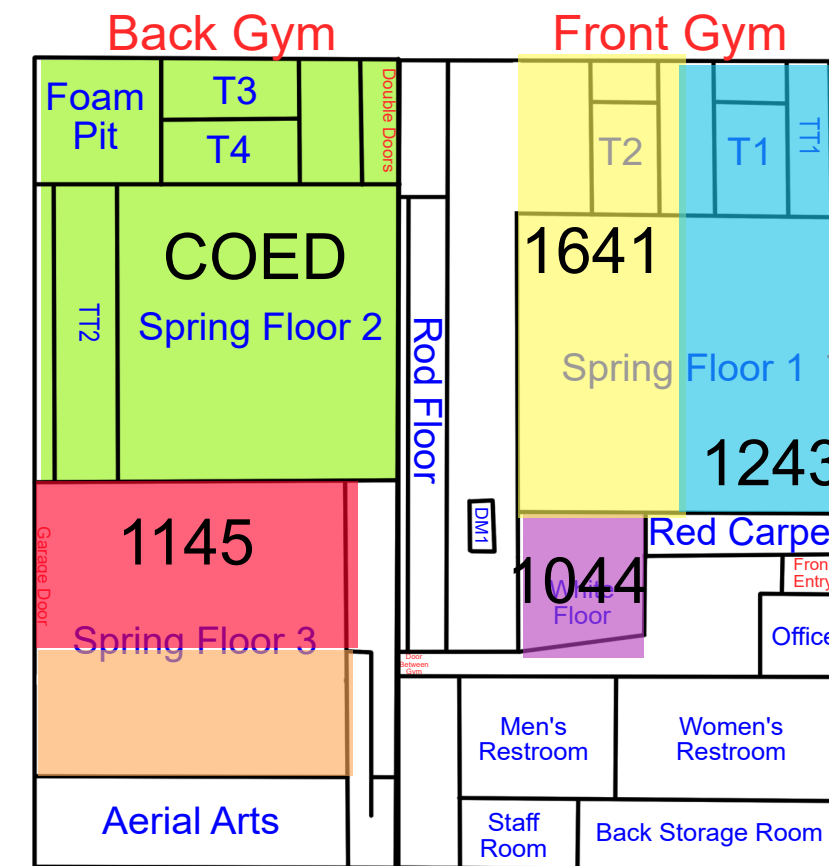 Back Gym
Front Gym
Foam
Pit
T3
T4
Double Doors
T2
T1
TT1
COED
Spring Floor 2
TT2
Rod Floor
1641
Spring Floor 1
1243
DM1
Red Carpe
1145
Garage Door
Spring Floor 3
1044
White
Floor
Fron
Entry
Office
Door
Between
Gym
Men's
Restroom
Women's
Restroom
Aerial Arts
Staff
Room
Back Storage Room